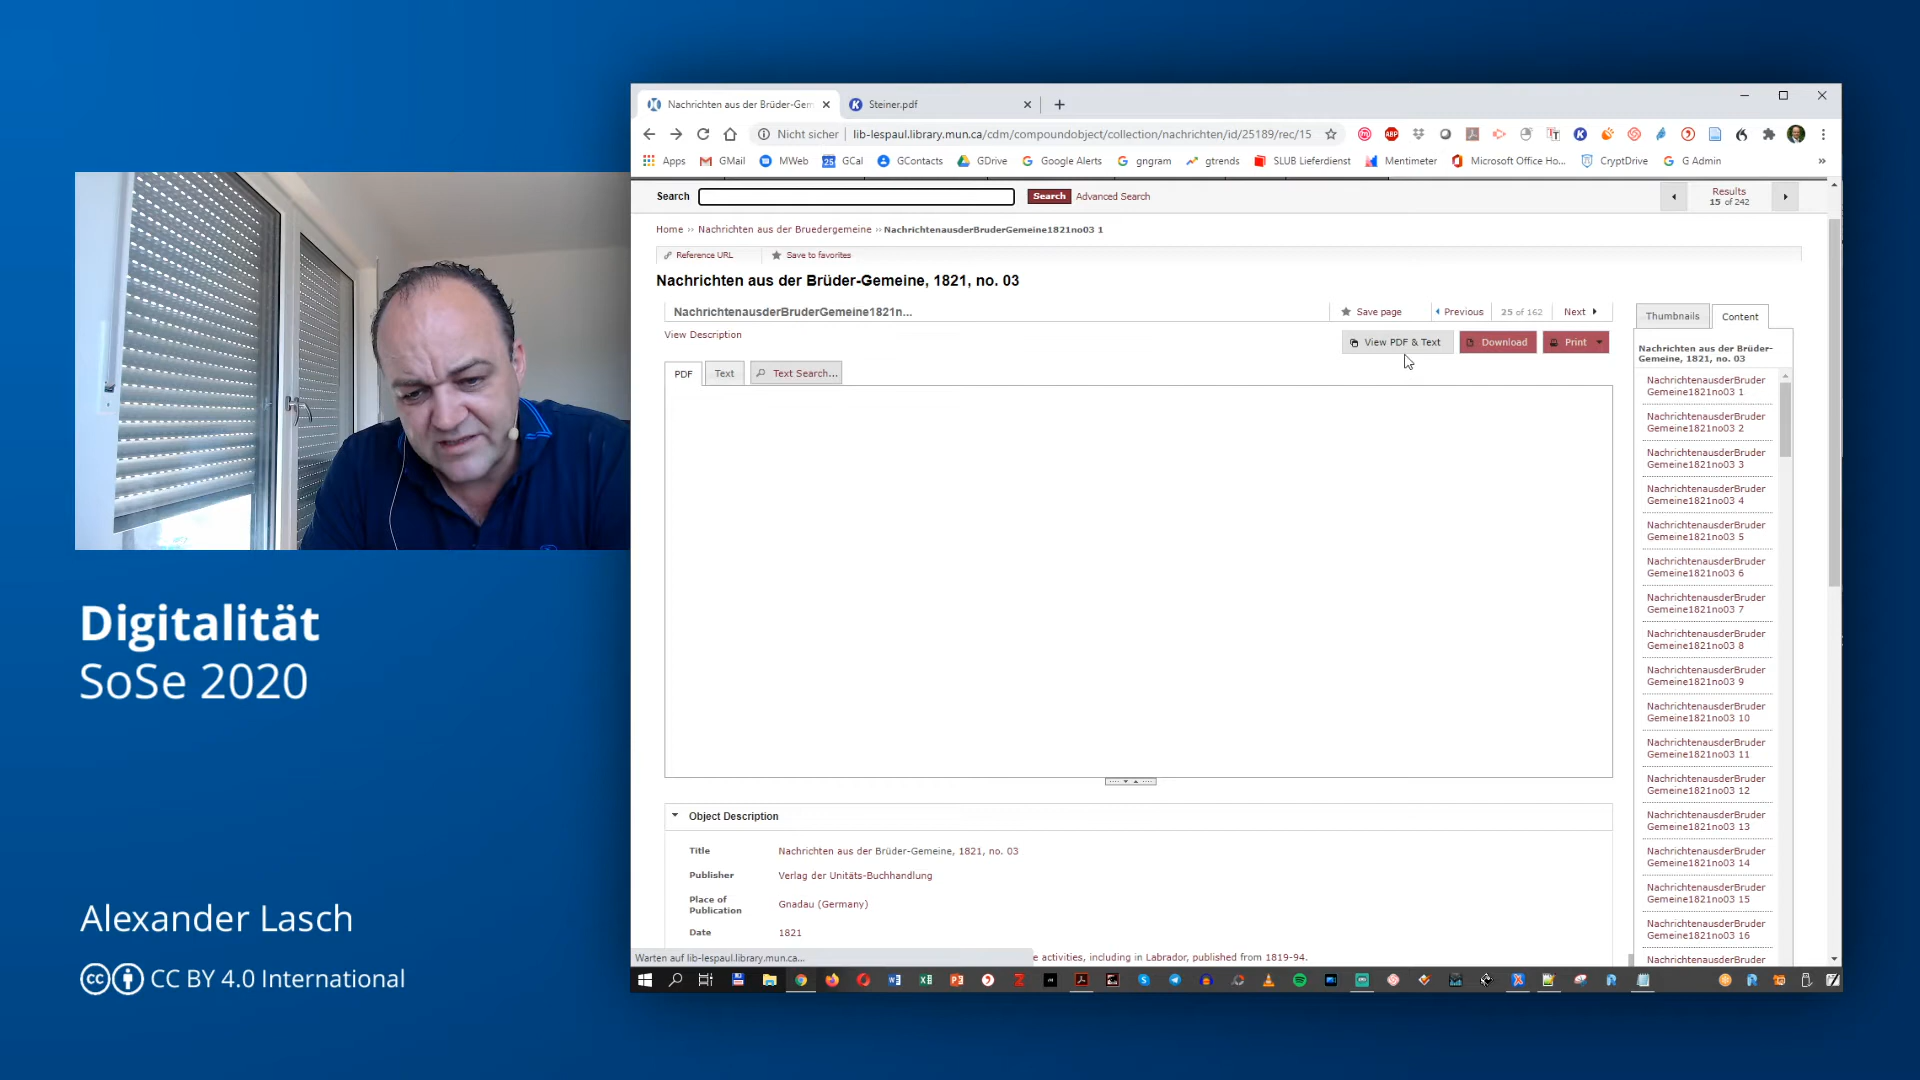 Nachrichten aus der Brüder-Gem
Steiner.pdf
Nicht sicher
lib-lespaul.library.mun.ca/cdm/compoundobject/collection/nachrichten/id/25189/rec/15
Apps
GMail
MWeb
GCal
GContacts
GDrive
Google Alerts
gngram
gtrends
SLUB Lieferdienst
Mentimeter
Microsoft Office Ho...
CryptDrive
G Admin
Search
Search
Advanced Search
Results
15 of 242
Home ›› Nachrichten aus der Bruedergemeine ›› NachrichtenausderBruderGemeine1821no03 1
Reference URL
Save to favorites
Nachrichten aus der Brüder-Gemeine, 1821, no. 03
NachrichtenausderBruderGemeine1821n...
Save page
Previous
25 of 162
Next
View Description
View PDF & Text
Download
Print
PDF
Text
Text Search...
Thumbnails
Content
Nachrichten aus der Brüder-
Gemeine, 1821, no. 03
NachrichtenausderBruder
Gemeine1821no03 1
NachrichtenausderBruder
Gemeine1821no03 2
NachrichtenausderBruder
Gemeine1821no03 3
NachrichtenausderBruder
Gemeine1821no03 4
NachrichtenausderBruder
Gemeine1821no03 5
NachrichtenausderBruder
Gemeine1821no03 6
NachrichtenausderBruder
Gemeine1821no03 7
NachrichtenausderBruder
Gemeine1821no03 8
NachrichtenausderBruder
Gemeine1821no03 9
NachrichtenausderBruder
Gemeine1821no03 10
NachrichtenausderBruder
Gemeine1821no03 11
NachrichtenausderBruder
Gemeine1821no03 12
NachrichtenausderBruder
Gemeine1821no03 13
NachrichtenausderBruder
Gemeine1821no03 14
NachrichtenausderBruder
Gemeine1821no03 15
NachrichtenausderBruder
Gemeine1821no03 16
NachrichtenausderBruder
Object Description
Title
Nachrichten aus der Brüder-Gemeine, 1821, no. 03
Publisher
Verlag der Unitäts-Buchhandlung
Place of
Publication
Gnadau (Germany)
Date
1821
Warten auf lib-lespaul.library.mun.ca...
e activities, including in Labrador, published from 1819-94.
Digitalität
SoSe 2020
Alexander Lasch
CC BY 4.0 International